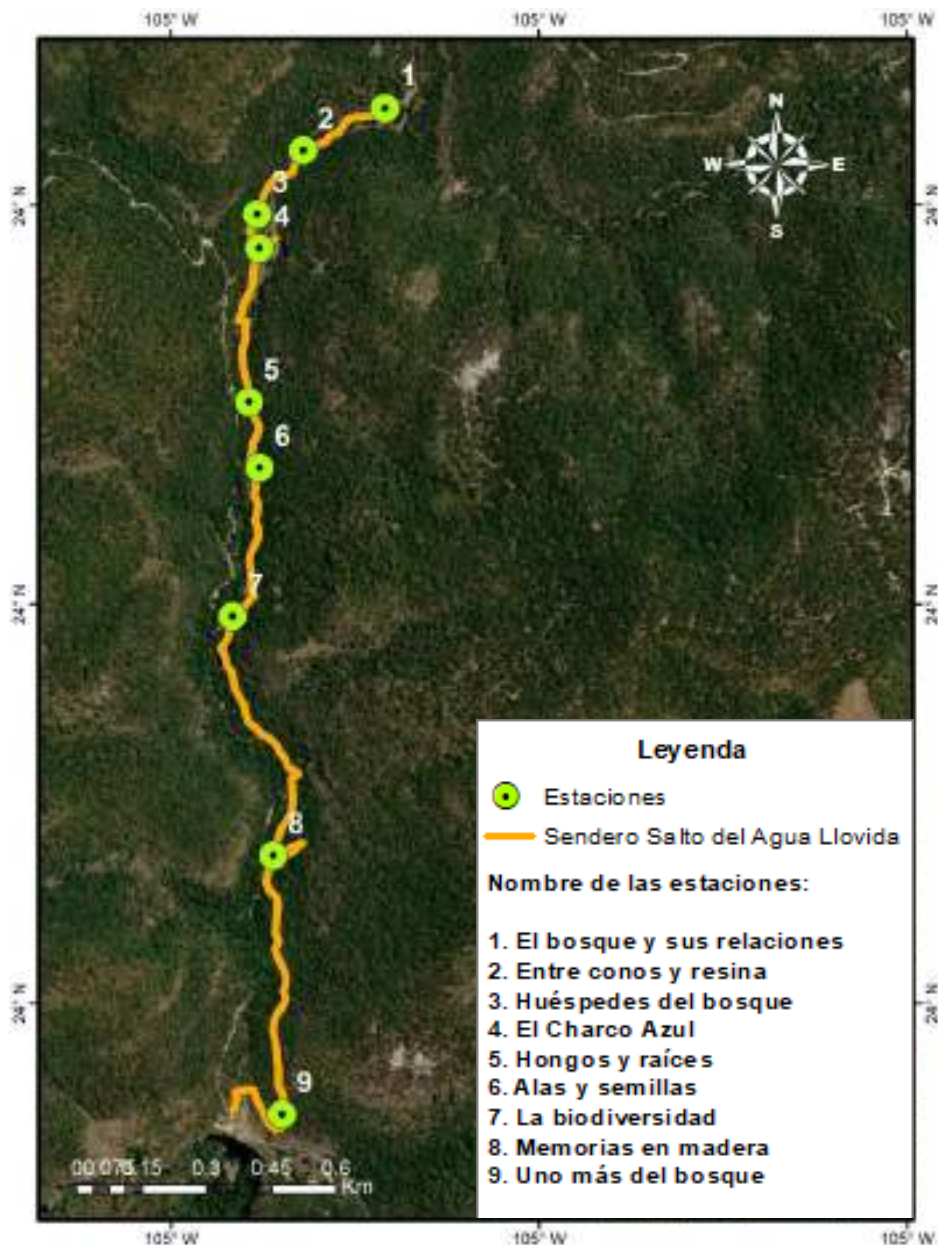 105° W 105° W 105° W
1
N
2
W E
3
24° N 24° N
4
S
5
6
7
24° N 24° N
Leyenda
Estaciones
8
Sendero Salto del Agua Llovida
Nombre de las estaciones:
1. El bosque y sus relaciones
2. Entre conos y resina
3. Huéspedes del bosque
24° N 24° N
4. El Charco Azul
5. Hongos y raíces
9
6. Alas y semillas
7. La biodiversidad
8. Memorias en madera
00.075 0.15 0.3 0.45 0.6
9. Uno más del bosque
Km
105° W 105° W 105° W